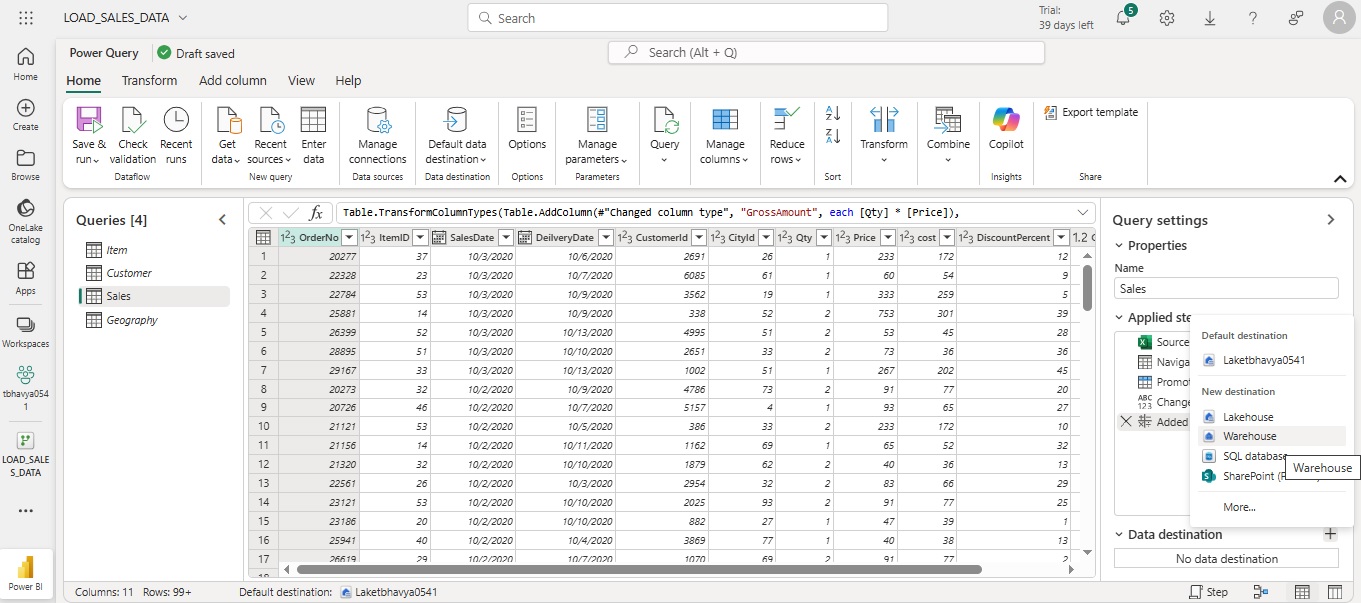 LOAD_SALES_DATA
Search
Trial:
39 days left
5
?
Home
Create
Browse
OneLake
catalog
Apps
Workspaces
tbhavya054
1
LOAD_SALE
S_DATA
Power BI
Power Query
Draft saved
Search (Alt + Q)
Home Transform Add column View Help
Save &
run
Check
validation
Recent
runs
Dataflow
Get
data
Recent
sources
Enter
data
New query
Manage
connections
Data sources
Default data
destination
Data destination
Options
Options
Manage
parameters
Parameters
Query
Manage
columns
Reduce
rows
A
Z
Z
A
Sort
Transform
Combine
Copilot
Insights
Export template
Share
Queries [4]
Item
Customer
Sales
Geography
fx Table.TransformColumnTypes(Table.AddColumn(#"Changed column type", "GrossAmount", each [Qty] * [Price]),
123 OrderNo 123 ItemID SalesDate DeilveryDate 123 CustomerId 123 CityId 123 Qty 123 Price 123 cost 123 DiscountPercent 1.2
1 20277 37 10/3/2020 10/6/2020 2691 26 1 233 172 12
2 22328 23 10/3/2020 10/7/2020 6085 61 1 60 54 9
3 22784 53 10/3/2020 10/9/2020 3562 19 1 333 259 5
4 25881 14 10/3/2020 10/9/2020 338 52 2 753 301 39
5 26399 52 10/3/2020 10/13/2020 4995 51 2 53 45 28
6 28895 51 10/3/2020 10/10/2020 2651 33 2 73 36 36
7 29167 33 10/3/2020 10/13/2020 1002 51 1 267 202 45
8 20273 32 10/2/2020 10/9/2020 4786 73 2 91 77 20
9 20726 46 10/2/2020 10/7/2020 5157 4 1 93 65 27
10 21121 53 10/2/2020 10/5/2020 386 33 2 233 172 10
11 21156 14 10/2/2020 10/11/2020 1162 69 1 65 52 32
12 21320 32 10/2/2020 10/10/2020 1879 62 2 40 36 13
13 22561 26 10/2/2020 10/3/2020 2954 32 2 83 66 29
14 23121 53 10/2/2020 10/10/2020 2025 93 2 91 77 25
15 23186 20 10/2/2020 10/10/2020 882 27 1 47 39 1
16 25941 40 10/2/2020 10/4/2020 3869 77 1 40 38 13
17 26619 29 10/2/2020 10/7/2020 1070 69 2 91 77 2
18
Query settings
Properties
Name
Sales
Applied ste
Source
Naviga
Promot
ABC
123
Change
Added
Default destination
Laketbhavya0541
New destination
Lakehouse
Warehouse
SQL database
SharePoint (
Warehouse
More...
Data destination
No data destination
Columns: 11 Rows: 99+ Default destination: Laketbhavya0541
Step